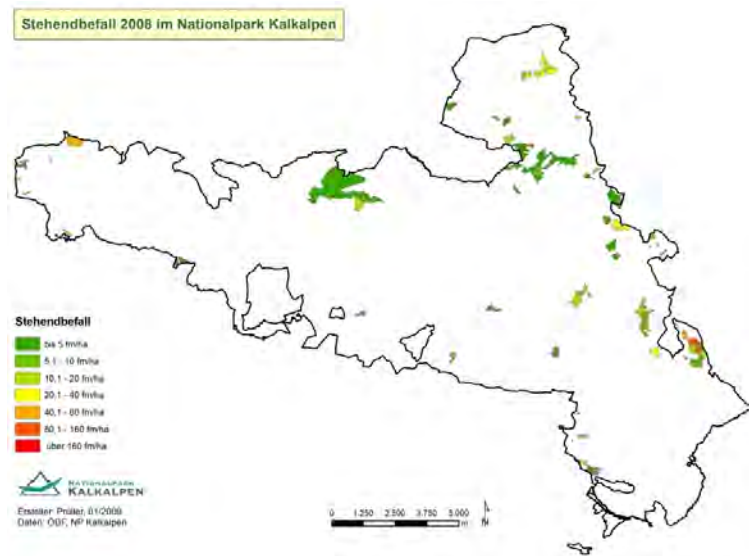 Stehendbefall 2008 im Nationalpark Kalkalpen
Stehendbefall
bis 5 fm/ha
5,1 - 10 fm/ha
10,1 - 20 fm/ha
20,1 - 40 fm/ha
40,1 - 80 fm/ha
80,1 - 160 fm/ha
über 160 fm/ha
NATIONALPARK
KALKALPEN
Ersteller: Pröller, 01/2009
Daten: ÖBF, NP Kalkalpen
0 1.250 2.500 3.750 5.000
m
N